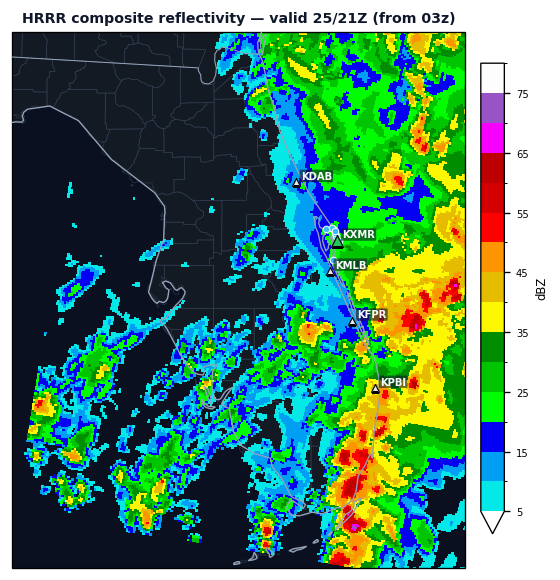 HRRR composite reflectivity — valid 25/21Z (from 03z)
KDAB
KXMR
KMLB
KFPR
KPBI
75
65
55
45
35
25
15
5
dBZ